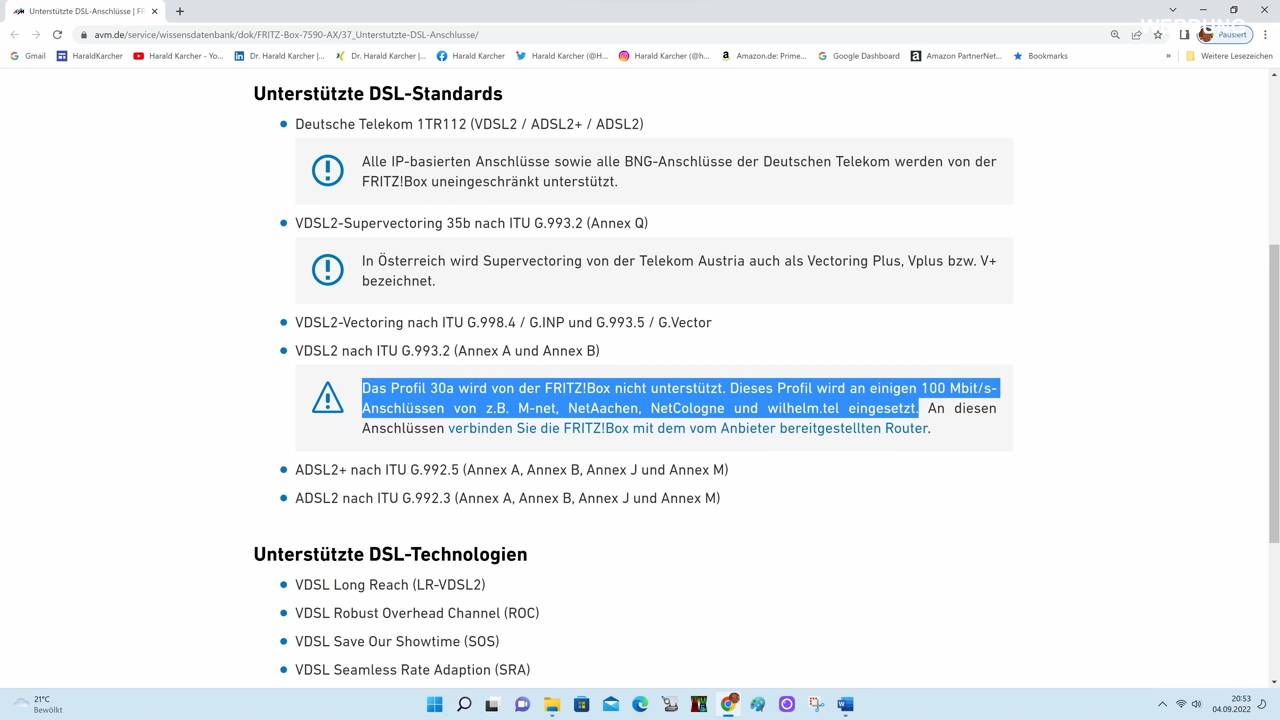 Unterstützte DSL-Anschlüsse | FRI
WERBUNG
avm.de/service/wissensdatenbank/dok/FRITZ-Box-7590-AX/37_Unterstutzte-DSL-Anschlusse/
Pausiert
Gmail HaraldKarcher Harald Karcher - Yo... Dr. Harald Karcher |... Dr. Harald Karcher |... Harald Karcher Harald Karcher (@H... Harald Karcher (@h... Amazon.de: Prime... Google Dashboard Amazon PartnerNet... Bookmarks » Weitere Lesezeichen
Unterstützte DSL-Standards
Deutsche Telekom 1TR112 (VDSL2 / ADSL2+ / ADSL2)
Alle IP-basierten Anschlüsse sowie alle BNG-Anschlüsse der Deutschen Telekom werden von der
FRITZ!Box uneingeschränkt unterstützt.
VDSL2-Supervectoring 35b nach ITU G.993.2 (Annex Q)
In Österreich wird Supervectoring von der Telekom Austria auch als Vectoring Plus, Vplus bzw. V+
bezeichnet.
VDSL2-Vectoring nach ITU G.998.4 / G.INP und G.993.5 / G.Vector
VDSL2 nach ITU G.993.2 (Annex A und Annex B)
Das Profil 30a wird von der FRITZ!Box nicht unterstützt. Dieses Profil wird an einigen 100 Mbit/s-
Anschlüssen von z.B. M-net, NetAachen, NetCologne und wilhelm.tel eingesetzt. An diesen
Anschlüssen verbinden Sie die FRITZ!Box mit dem vom Anbieter bereitgestellten Router.
ADSL2+ nach ITU G.992.5 (Annex A, Annex B, Annex J und Annex M)
ADSL2 nach ITU G.992.3 (Annex A, Annex B, Annex J und Annex M)
Unterstützte DSL-Technologien
VDSL Long Reach (LR-VDSL2)
VDSL Robust Overhead Channel (ROC)
VDSL Save Our Showtime (SOS)
VDSL Seamless Rate Adaption (SRA)
21°C
Bewölkt
20:53
04.09.2022